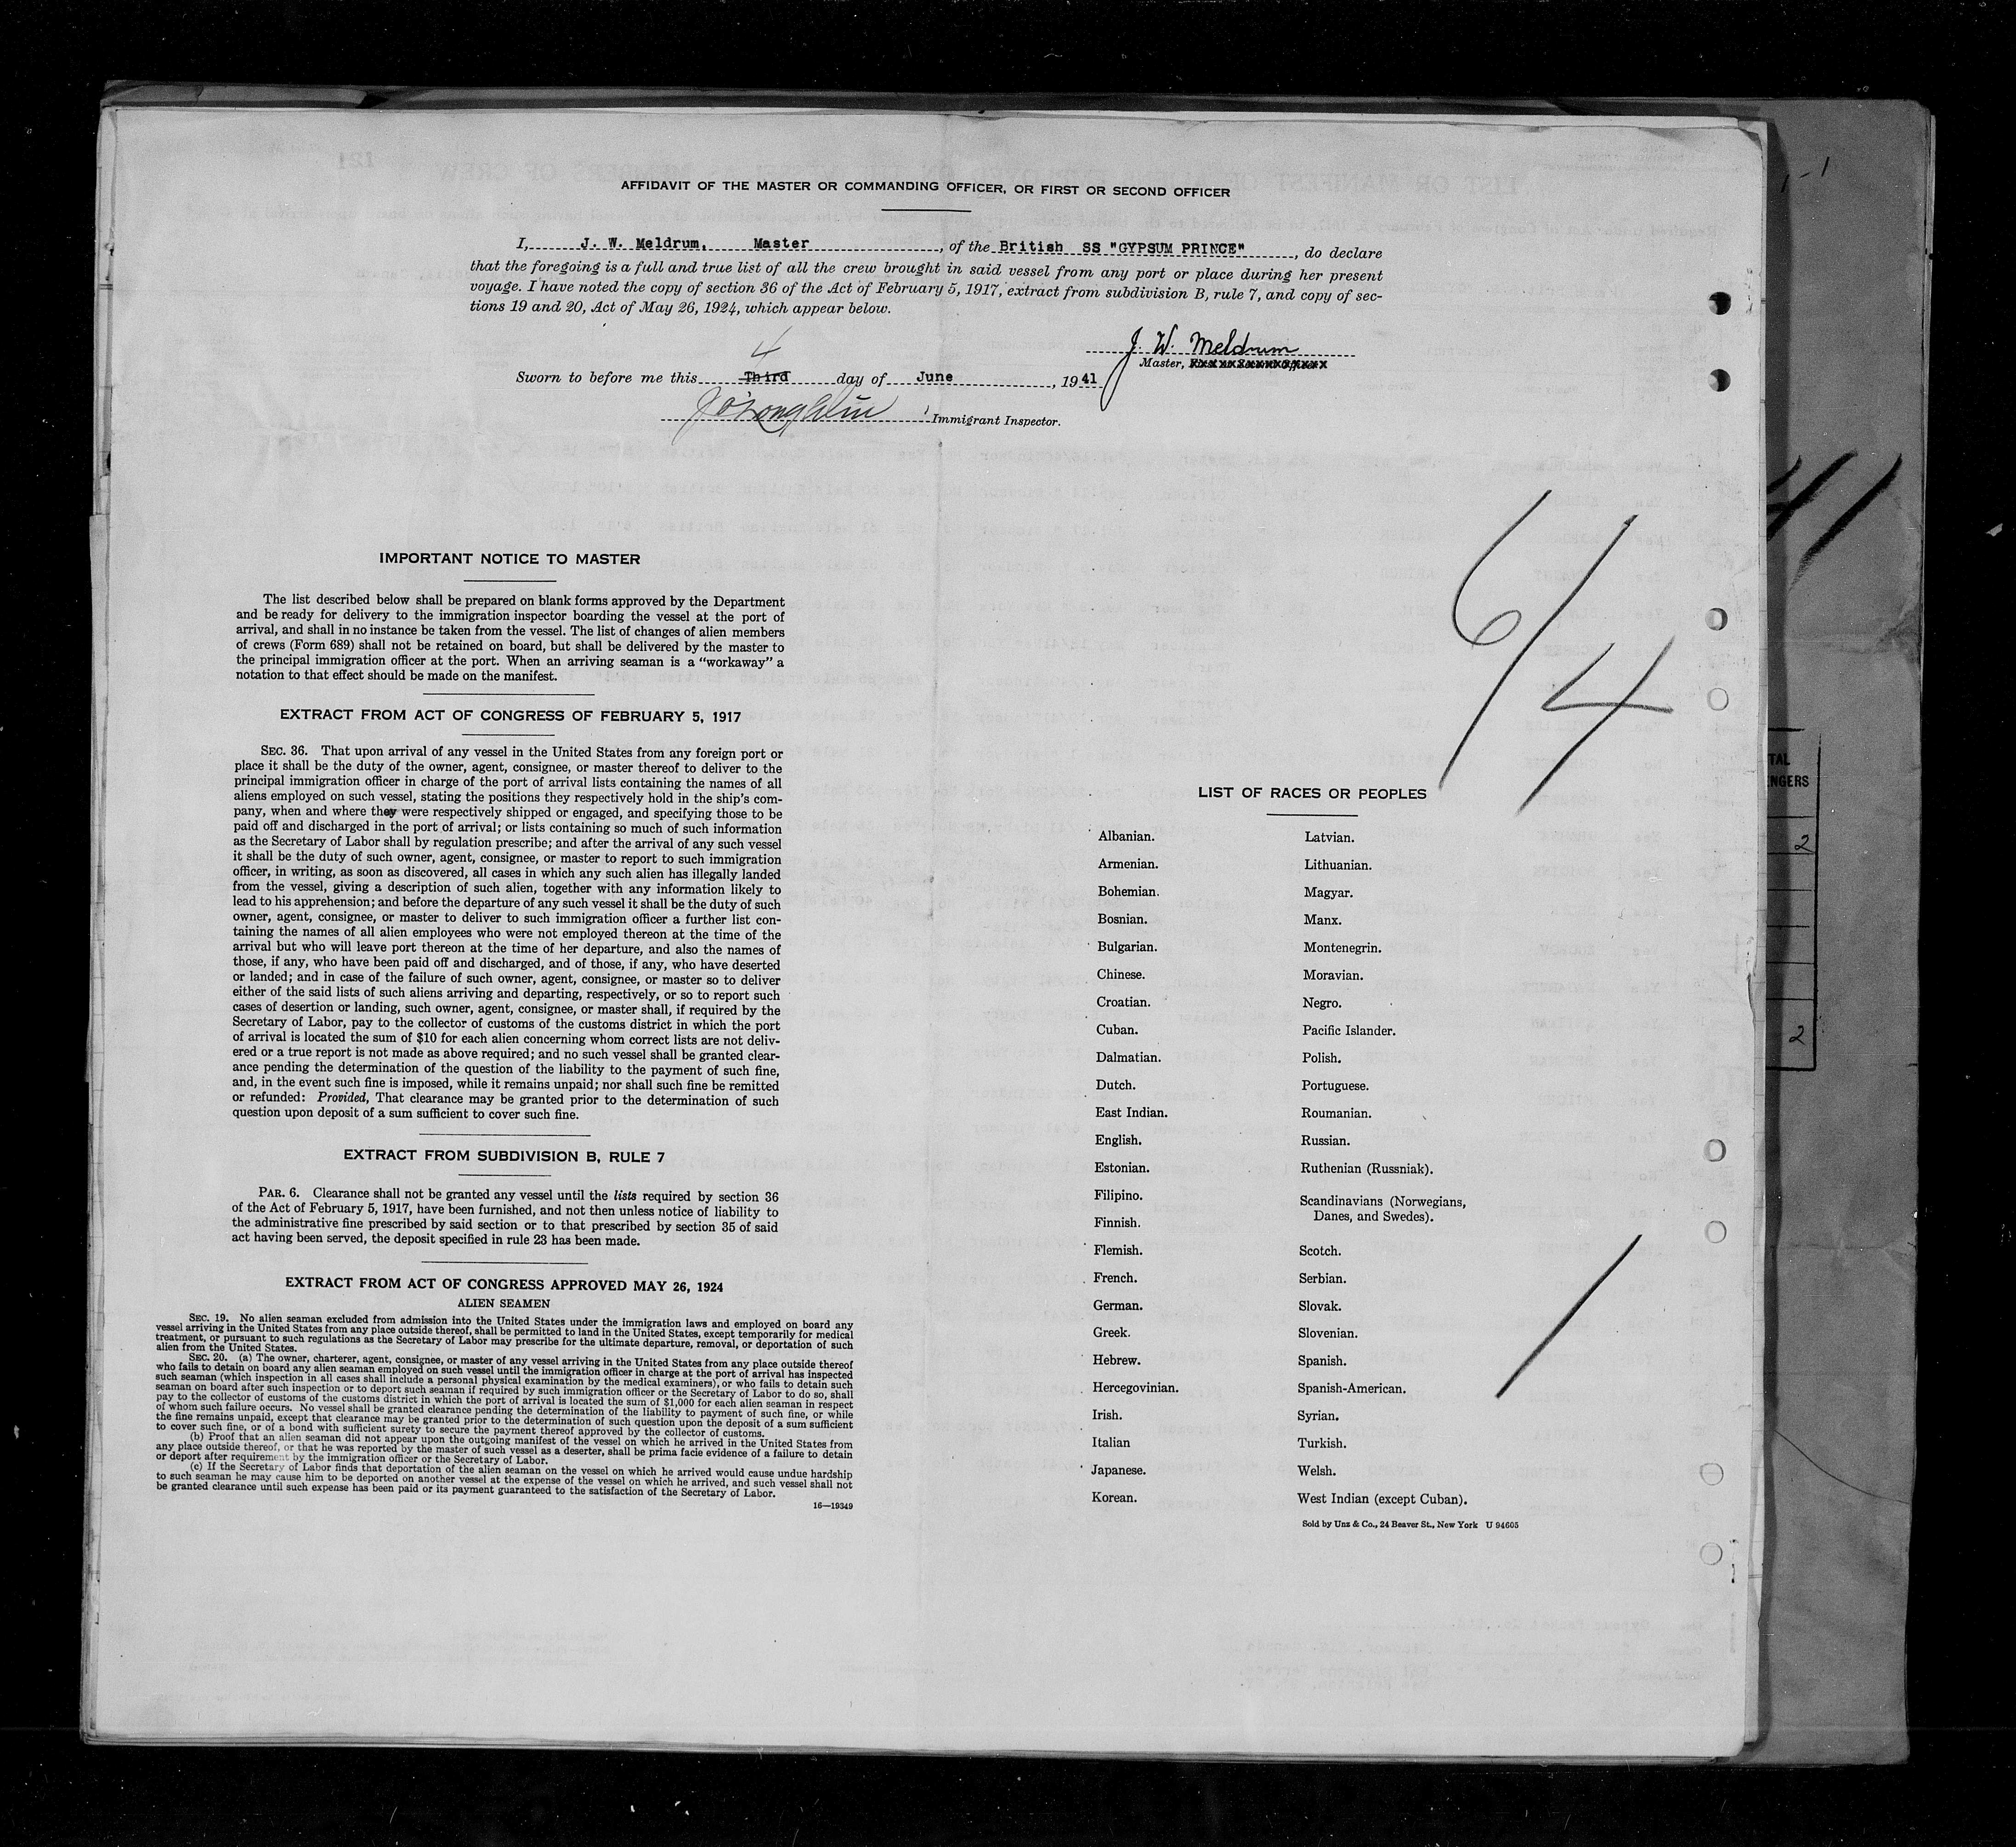 AFFIDAVIT OF THE MASTER OR COMMANDING OFFICER, OR FIRST OR SECOND OFFICER
I, J. W. Meldrum, Master, of the British SS "GYPSUM PRINCE", do declare
that the foregoing is a full and true list of all the crew brought in said vessel from any port or place during her present
voyage. I have noted the copy of section 36 of the Act of February 5, 1917, extract from subdivision B, rule 7, and copy of sec-
tions 19 and 20, Act of May 26, 1924, which appear below.
J. W. Meldrum
Master,
4
Sworn to before me this Third day of June, 1941
Immigrant Inspector.
6/4
41
IMPORTANT NOTICE TO MASTER
The list described below shall be prepared on blank forms approved by the Department
and be ready for delivery to the immigration inspector boarding the vessel at the port of
arrival, and shall in no instance be taken from the vessel. The list of changes of alien members
of crews (Form 689) shall not be retained on board, but shall be delivered by the master to
the principal immigration officer at the port. When an arriving seaman is a "workaway" a
notation to that effect should be made on the manifest.
EXTRACT FROM ACT OF CONGRESS OF FEBRUARY 5, 1917
SEC. 36. That upon arrival of any vessel in the United States from any foreign port or
place it shall be the duty of the owner, agent, consignee, or master thereof to deliver to the
principal immigration officer in charge of the port of arrival lists containing the names of all
aliens employed on such vessel, stating the positions they respectively hold in the ship's com-
pany, when and where they were respectively shipped or engaged, and specifying those to be
paid off and discharged in the port of arrival; or lists containing so much of such information
as the Secretary of Labor shall by regulation prescribe; and after the arrival of any such vessel
it shall be the duty of such owner, agent, consignee, or master to report to such immigration
officer, in writing, as soon as discovered, all cases in which any such alien has illegally landed
from the vessel, giving a description of such alien, together with any information likely to
lead to his apprehension; and before the departure of any such vessel it shall be the duty of such
owner, agent, consignee, or master to deliver to such immigration officer a further list con-
taining the names of all alien employees who were not employed thereon at the time of the
arrival but who will leave port thereon at the time of her departure, and also the names of
those, if any, who have been paid off and discharged, and of those, if any, who have deserted
or landed; and in case of the failure of such owner, agent, consignee, or master so to deliver
either of the said lists of such aliens arriving and departing, respectively, or so to report such
cases of desertion or landing, such owner, agent, consignee, or master shall, if required by the
Secretary of Labor, pay to the collector of customs of the customs district in which the port
of arrival is located the sum of $10 for each alien concerning whom correct lists are not deliv-
ered or a true report is not made as above required; and no such vessel shall be granted clear-
ance pending the determination of the question of the liability to the payment of such fine,
and, in the event such fine is imposed, while it remains unpaid; nor shall such fine be remitted
or refunded: Provided, That clearance may be granted prior to the determination of such
question upon deposit of a sum sufficient to cover such fine.
EXTRACT FROM SUBDIVISION B, RULE 7
PAR. 6. Clearance shall not be granted any vessel until the lists required by section 36
of the Act of February 5, 1917, have been furnished, and not then unless notice of liability to
the administrative fine prescribed by said section or to that prescribed by section 35 of said
act having been served, the deposit specified in rule 23 has been made.
EXTRACT FROM ACT OF CONGRESS APPROVED MAY 26, 1924
ALIEN SEAMEN
SEC. 19. No alien seaman excluded from admission into the United States under the immigration laws and employed on board any
vessel arriving in the United States from any place outside thereof, shall be permitted to land in the United States, except temporarily for medical
treatment, or pursuant to such regulations as the Secretary of Labor may prescribe for the ultimate departure, removal, or deportation of such
alien from the United States.
SEC. 20. (a) The owner, charterer, agent, consignee, or master of any vessel arriving in the United States from any place outside thereof
who fails to detain on board any alien seaman employed on such vessel until the immigration officer in charge at the port of arrival has inspected
such seaman (which inspection in all cases shall include a personal physical examination by the medical examiners), or who fails to detain such
seaman on board after such inspection or to deport such seaman if required by such immigration officer or the Secretary of Labor to do so, shall
pay to the collector of customs of the customs district in which the port of arrival is located the sum of $1,000 for each alien seaman in respect
of whom such failure occurs. No vessel shall be granted clearance pending the determination of the liability to payment of such fine, or while
the fine remains unpaid, except that clearance may be granted prior to the determination of such question upon the deposit of a sum sufficient
to cover such fine, or of a bond with sufficient surety to secure the payment thereof approved by the collector of customs.
(b) Proof that an alien seaman did not appear upon the outgoing manifest of the vessel on which he arrived in the United States from
any place outside thereof, or that he was reported by the master of such vessel as a deserter, shall be prima facie evidence of a failure to detain
or deport after requirement by the immigration officer or the Secretary of Labor.
(c) If the Secretary of Labor finds that deportation of the alien seaman on the vessel on which he arrived would cause undue hardship
to such seaman he may cause him to be deported on another vessel at the expense of the vessel on which he arrived, and such vessel shall not
be granted clearance until such expense has been paid or its payment guaranteed to the satisfaction of the Secretary of Labor.
16—19349
LIST OF RACES OR PEOPLES
Albanian.
Armenian.
Bohemian.
Bosnian.
Bulgarian.
Chinese.
Croatian.
Cuban.
Dalmatian.
Dutch.
East Indian.
English.
Estonian.
Filipino.
Finnish.
Flemish.
French.
German.
Greek.
Hebrew.
Hercegovinian.
Irish.
Italian
Japanese.
Korean.
Latvian.
Lithuanian.
Magyar.
Manx.
Montenegrin.
Moravian.
Negro.
Pacific Islander.
Polish.
Portuguese.
Roumanian.
Russian.
Ruthenian (Russniak).
Scandinavians (Norwegians,
Danes, and Swedes).
Scotch.
Serbian.
Slovak.
Slovenian.
Spanish.
Spanish-American.
Syrian.
Turkish.
Welsh.
West Indian (except Cuban).
Sold by Unz & Co., 24 Beaver St., New York U 94605
TAL
NGERS
2
2